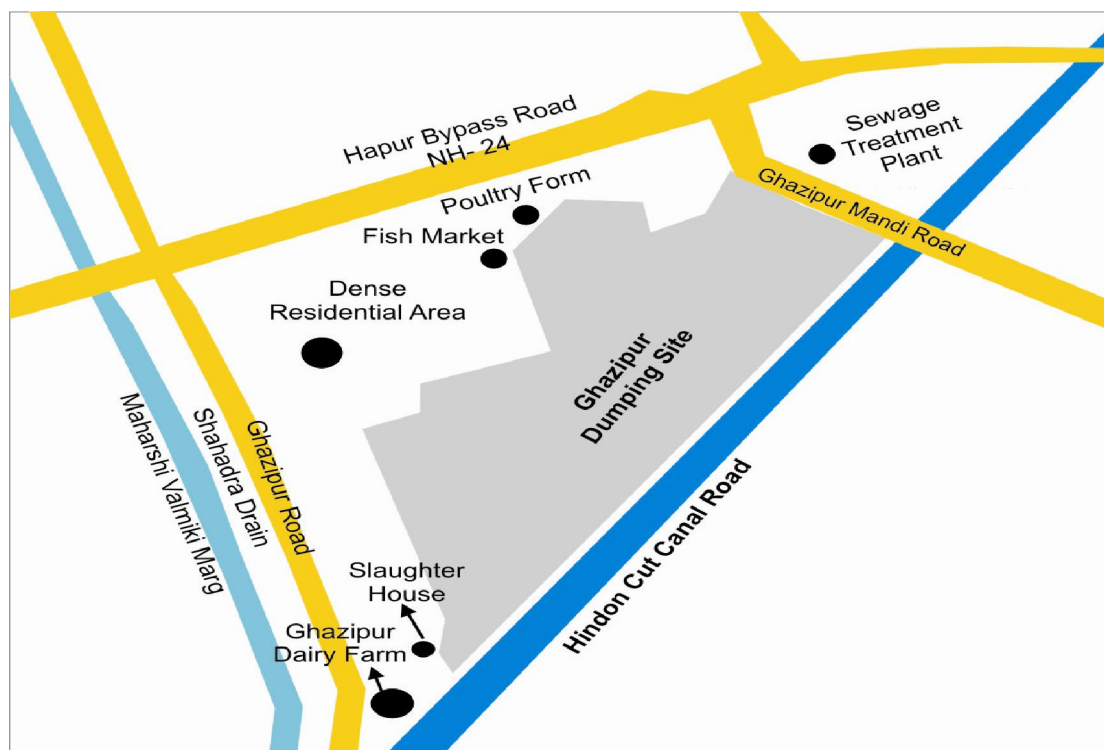 Hapur Bypass Road
NH- 24
Sewage
Treatment
Plant
Poultry Form
Ghazipur Mandi Road
Fish Market
Dense
Residential Area
Ghazipur
Dumping Site
Maharshi Valmiki Marg
Shahadra Drain
Ghazipur Road
Hindon Cut Canal Road
Slaughter
House
Ghazipur
Dairy Farm